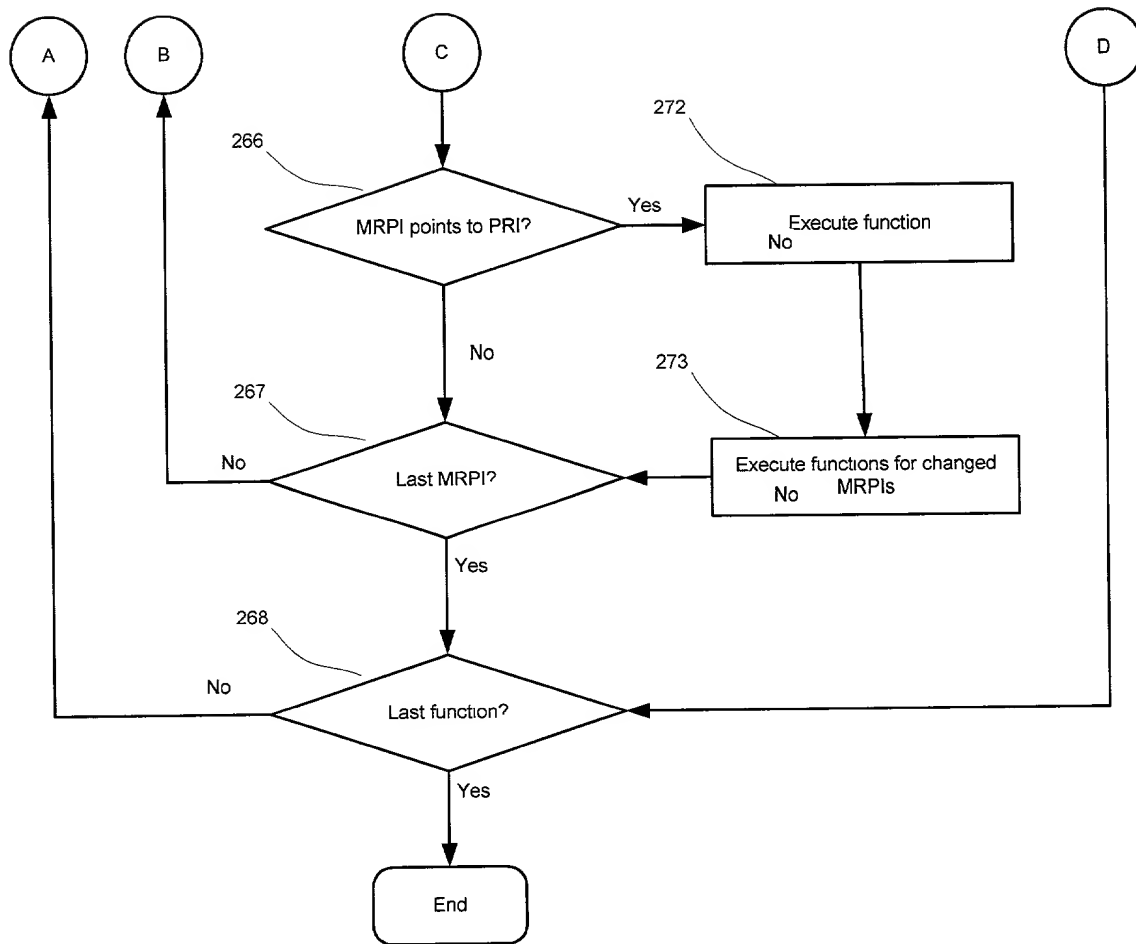 A
B
C
D
272
266
MRPI points to PRI?
Yes
Execute function
No
No
273
267
No
Last MRPI?
Execute functions for changed
No MRPIs
Yes
268
No
Last function?
Yes
End